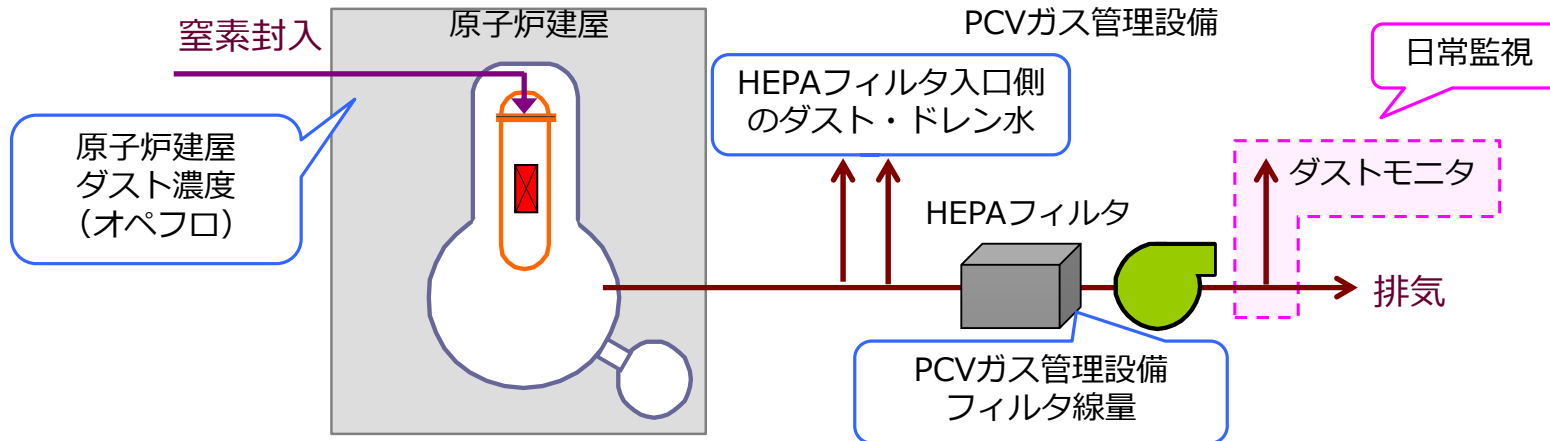 窒素封入
原子炉建屋
PCVガス管理設備
日常監視
HEPAフィルタ入口側
のダスト・ドレン水
原子炉建屋
ダスト濃度
（オペフロ）
ダストモニタ
HEPAフィルタ
排気
PCVガス管理設備
フィルタ線量